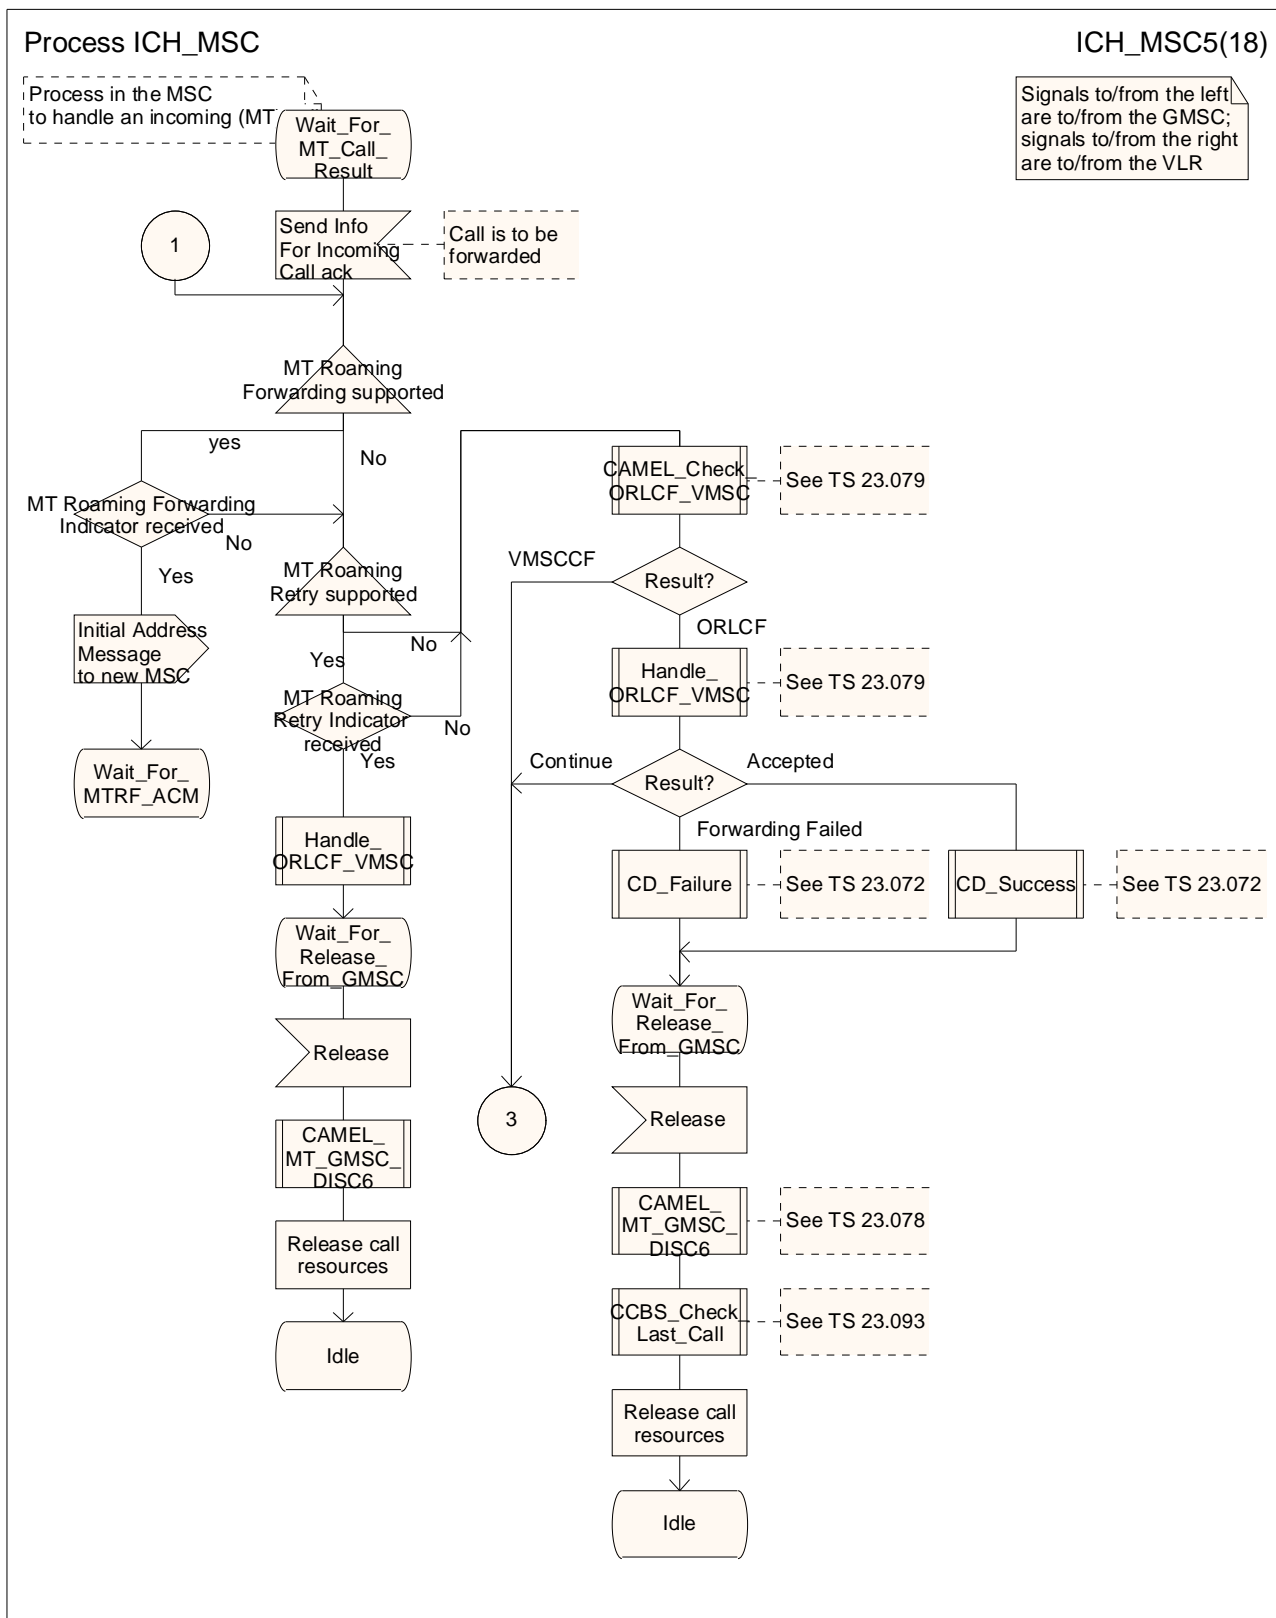 Process ICH_MSC
ICH_MSC5(18)
Process in the MSC
to handle an incoming (MT
Signals to/from the left
are to/from the GMSC;
signals to/from the right
are to/from the VLR
Wait_For_
MT_Call_
Result
1
Send Info
For Incoming
Call ack
Call is to be
forwarded
MT Roaming
Forwarding supported
yes
No
MT Roaming Forwarding
Indicator received
No
Yes
Initial Address
Message
to new MSC
Wait_For_
MTRF_ACM
MT Roaming
Retry supported
No
Yes
MT Roaming
Retry Indicator
received
No
Yes
Handle_
ORLCF_VMSC
Wait_For_
Release_
From_GMSC
Release
CAMEL_
MT_GMSC_
DISC6
Release call
resources
Idle
CAMEL_Check_
ORLCF_VMSC
See TS 23.079
VMSCCF
Result?
ORLCF
Handle_
ORLCF_VMSC
See TS 23.079
Continue
Result?
Accepted
Forwarding Failed
CD_Failure
See TS 23.072
CD_Success
See TS 23.072
Wait_For_
Release_
From_GMSC
3
Release
CAMEL_
MT_GMSC_
DISC6
See TS 23.078
CCBS_Check_
Last_Call
See TS 23.093
Release call
resources
Idle